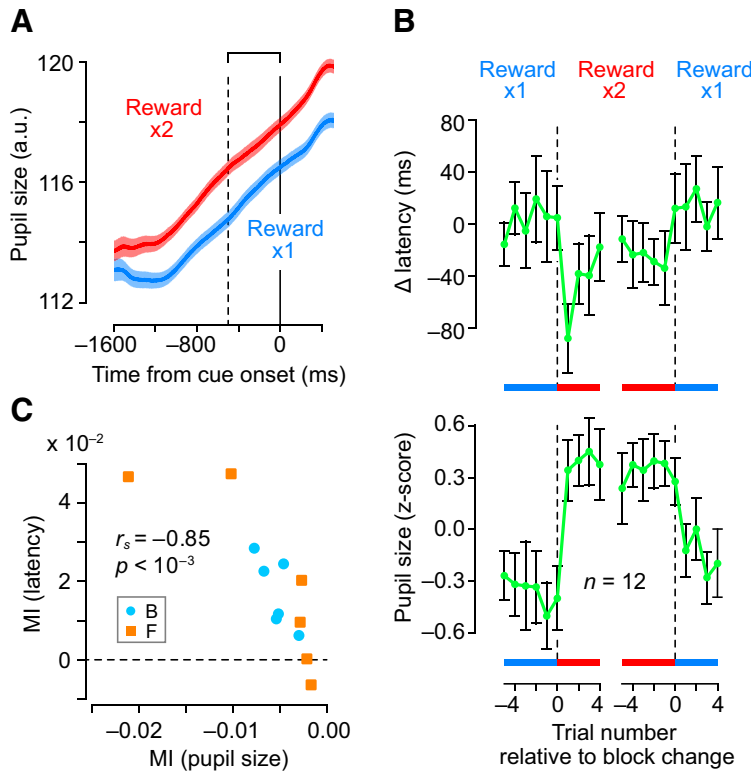 A
120
116
112
Pupil size (a.u.)
Reward
x2
Reward
x1
−1600
−800
0
Time from cue onset (ms)
B
Reward
x1
Reward
x2
Reward
x1
80
40
0
−40
−80
Δ latency (ms)
0.6
0.3
0.0
−0.3
−0.6
Pupil size (z-score)
n = 12
−4 0 4 −4 0 4
Trial number
relative to block change
C
x 10⁻²
4
2
0
MI (latency)
rₛ = −0.85
p < 10⁻³
B
F
−0.02
−0.01
0.00
MI (pupil size)